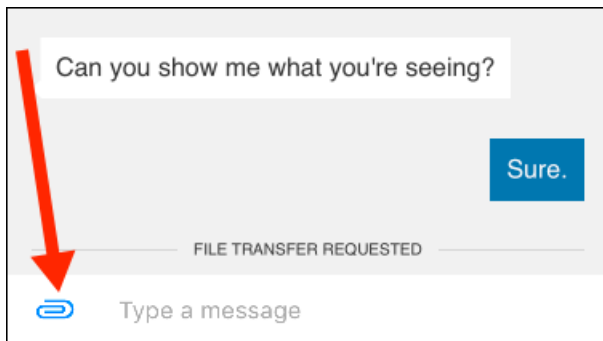 Can you show me what you're seeing?
Sure.
FILE TRANSFER REQUESTED
Type a message